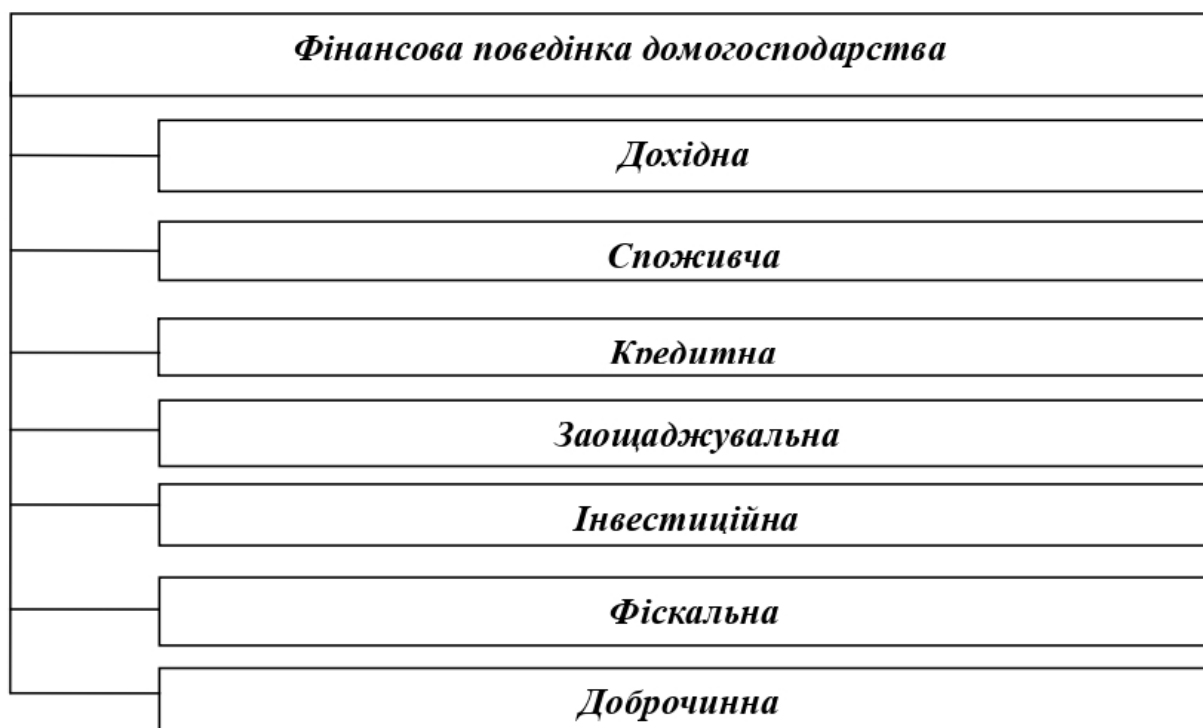 Фінансова поведінка домогосподарства
Дохідна
Споживча
Кредитна
Заощаджувальна
Інвестиційна
Фіскальна
Доброчинна